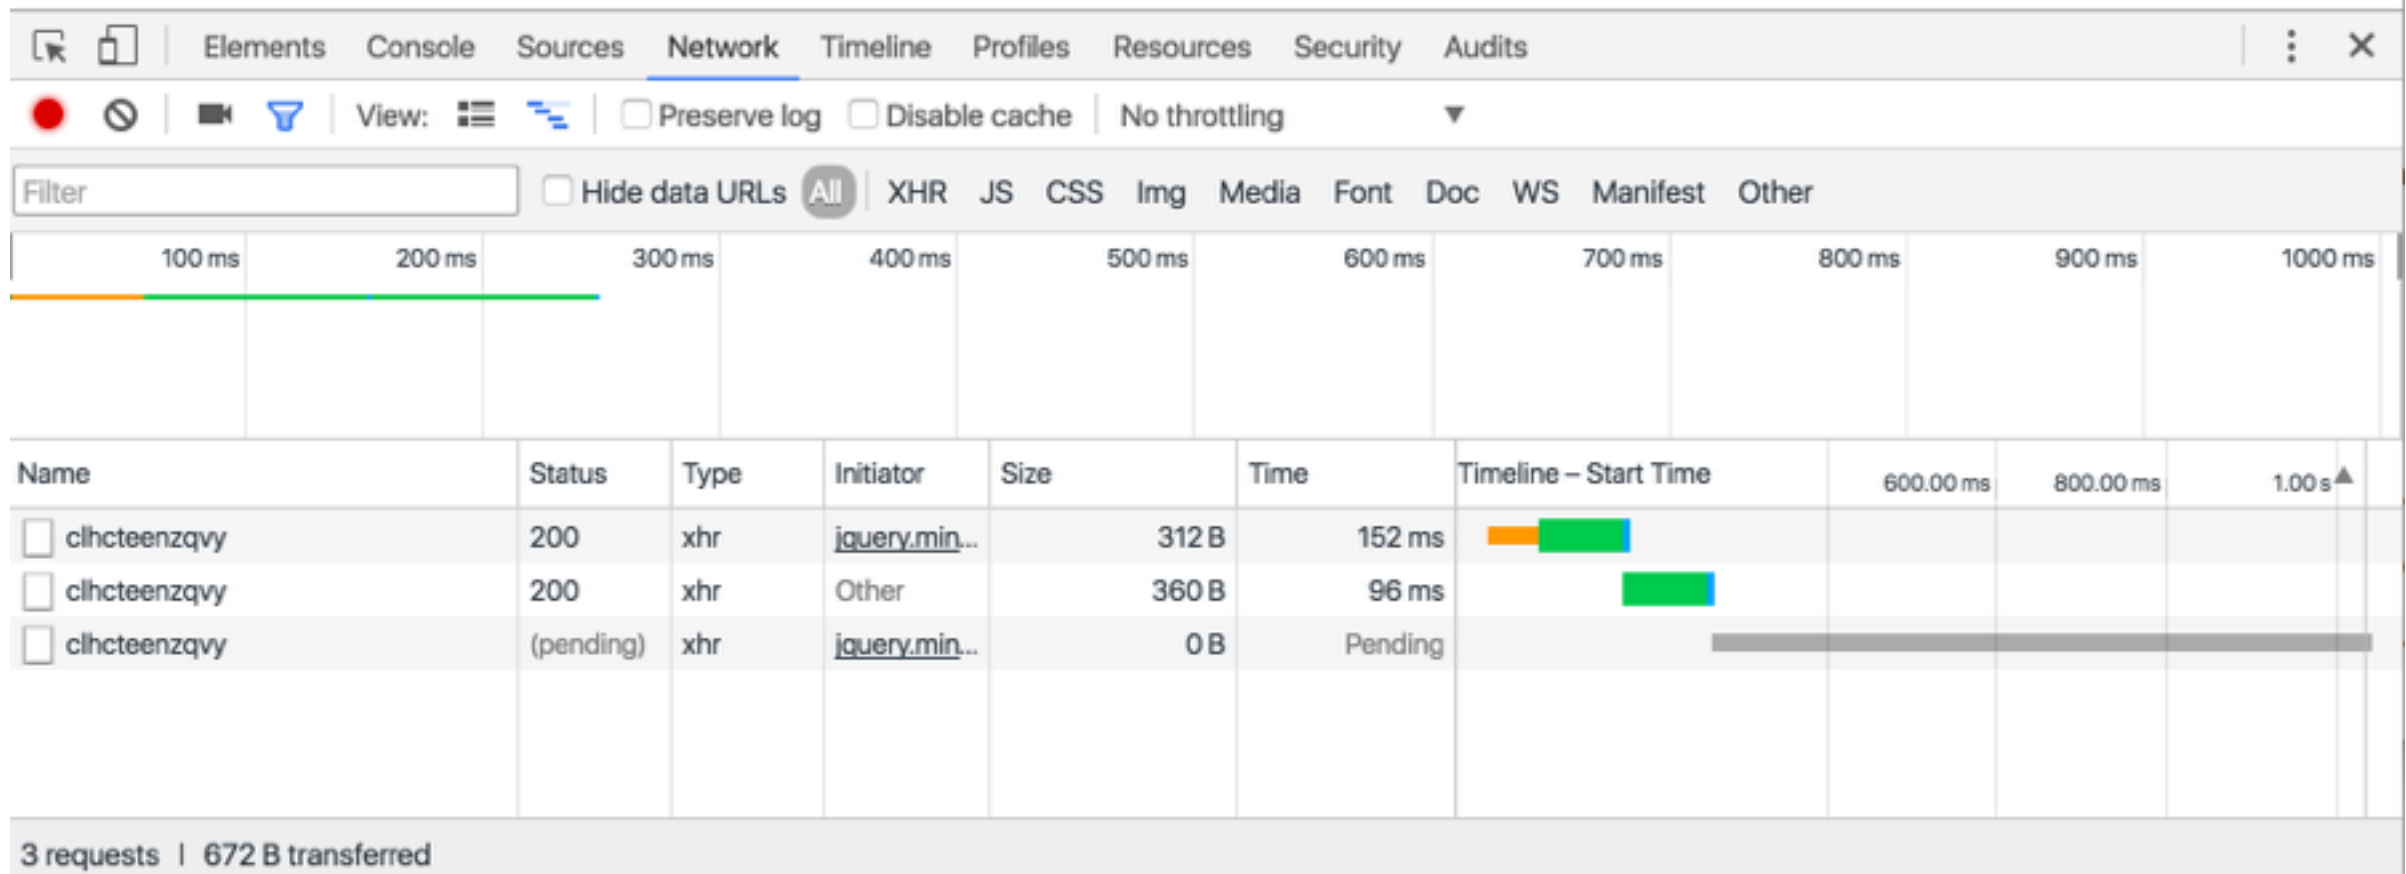 Elements Console Sources Network Timeline Profiles Resources Security Audits
View: Preserve log Disable cache No throttling
Filter Hide data URLs All XHR JS CSS Img Media Font Doc WS Manifest Other
100 ms 200 ms 300 ms 400 ms 500 ms 600 ms 700 ms 800 ms 900 ms 1000 ms
Name Status Type Initiator Size Time Timeline – Start Time 600.00 ms 800.00 ms 1.00 s
clhcteenzqvy 200 xhr jquery.min... 312 B 152 ms
clhcteenzqvy 200 xhr Other 360 B 96 ms
clhcteenzqvy (pending) xhr jquery.min... 0 B Pending
3 requests | 672 B transferred